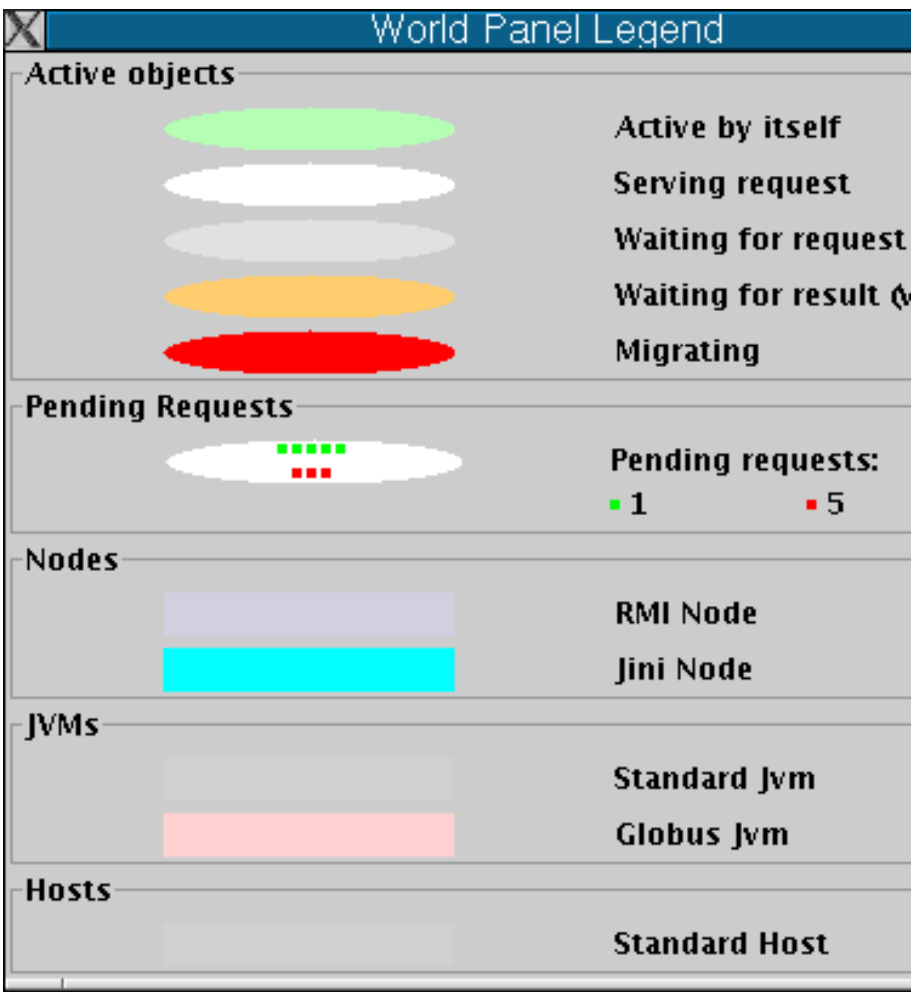 World Panel Legend
Active objects
Active by itself
Serving request
Waiting for request
Waiting for result
Migrating
Pending Requests
Pending requests:
1 5
Nodes
RMI Node
Jini Node
JVMs
Standard Jvm
Globus Jvm
Hosts
Standard Host